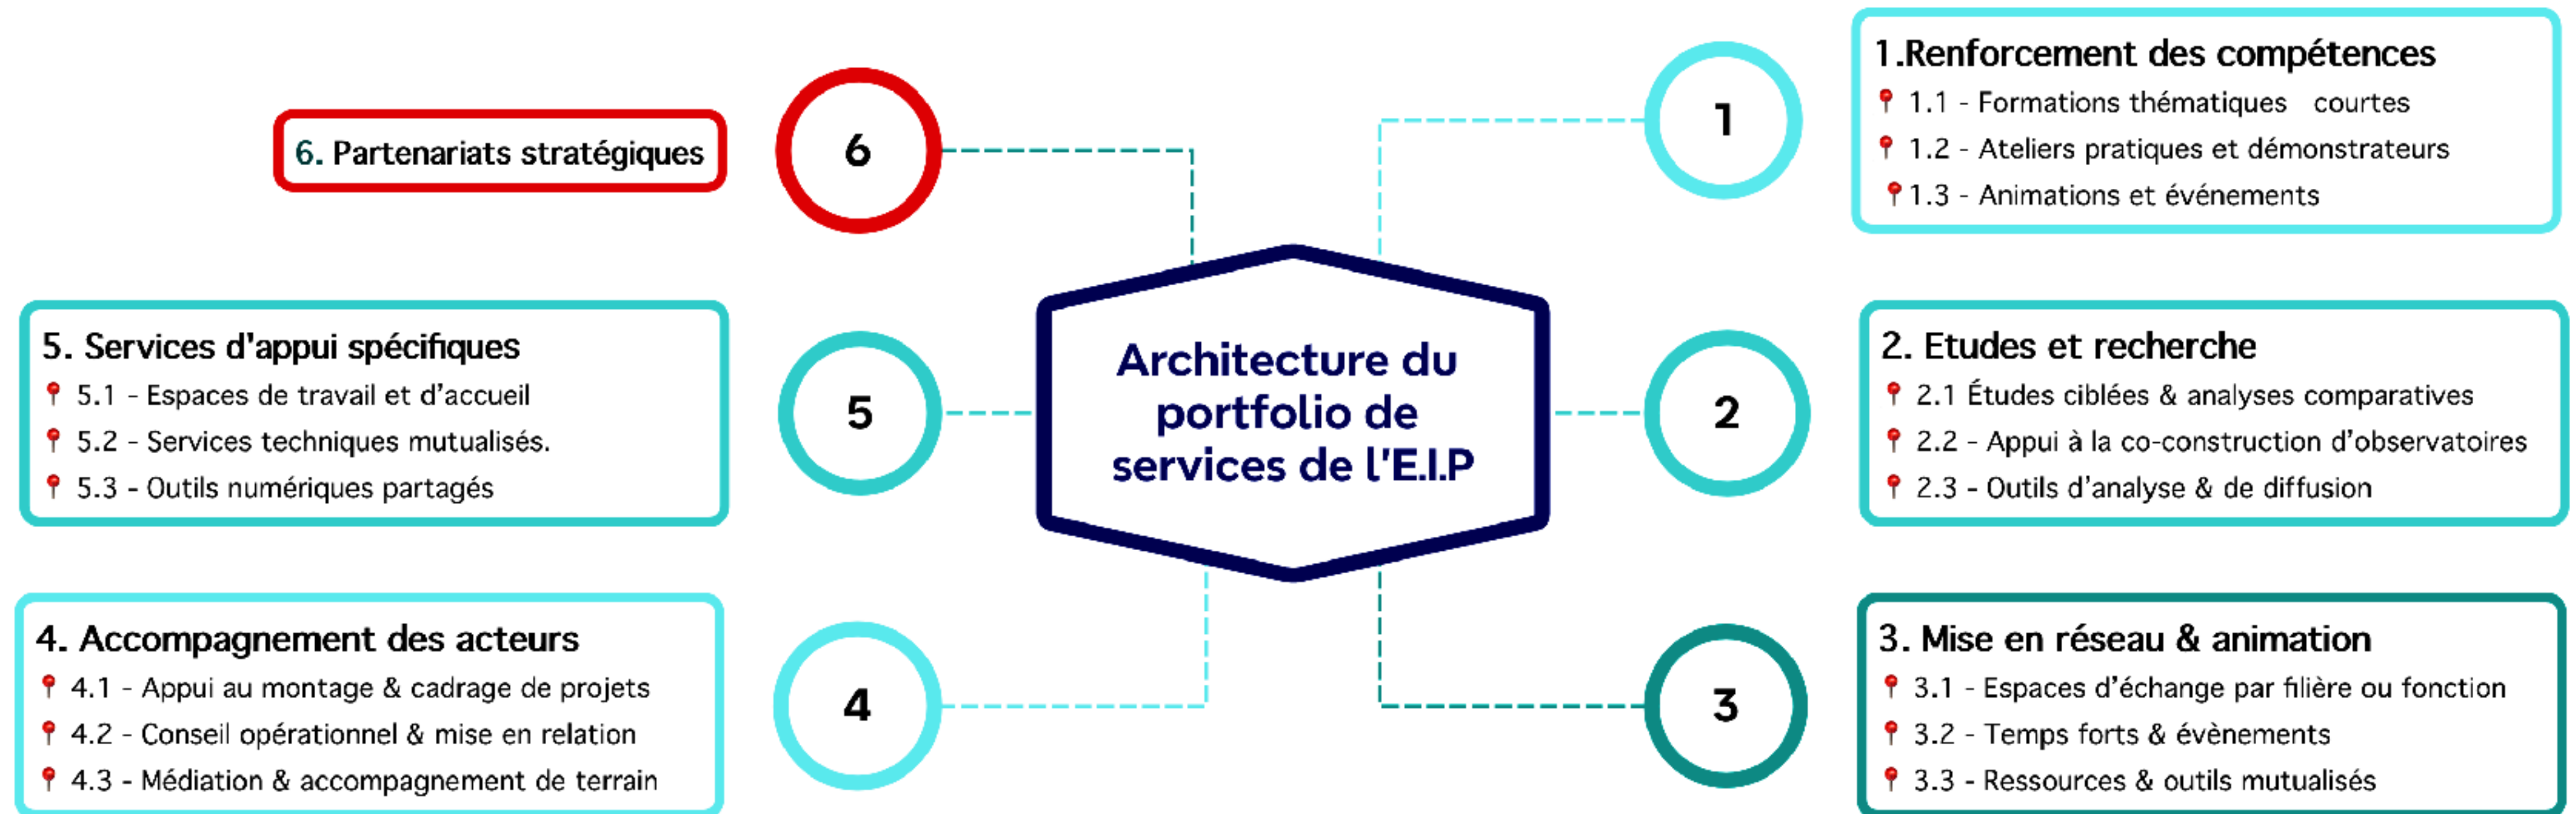 Architecture du
portfolio de
services de l'E.I.P
1
1.Renforcement des compétences
1.1 - Formations thématiques courtes
1.2 - Ateliers pratiques et démonstrateurs
1.3 - Animations et événements
2
2. Etudes et recherche
2.1 Études ciblées & analyses comparatives
2.2 - Appui à la co-construction d’observatoires
2.3 - Outils d’analyse & de diffusion
3
3. Mise en réseau & animation
3.1 - Espaces d’échange par filière ou fonction
3.2 - Temps forts & évènements
3.3 - Ressources & outils mutualisés
4
4. Accompagnement des acteurs
4.1 - Appui au montage & cadrage de projets
4.2 - Conseil opérationnel & mise en relation
4.3 - Médiation & accompagnement de terrain
5
5. Services d'appui spécifiques
5.1 - Espaces de travail et d’accueil
5.2 - Services techniques mutualisés.
5.3 - Outils numériques partagés
6
6. Partenariats stratégiques